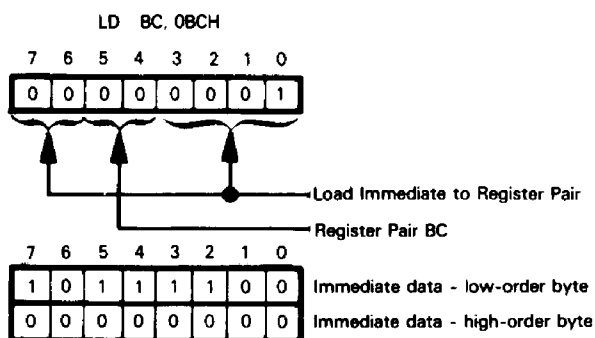 LD BC, 0BCH
7 6 5 4 3 2 1 0
0 0 0 0 0 0 0 1
Load Immediate to Register Pair
Register Pair BC
7 6 5 4 3 2 1 0
1 0 1 1 1 1 0 0 Immediate data - low-order byte
0 0 0 0 0 0 0 0 Immediate data - high-order byte